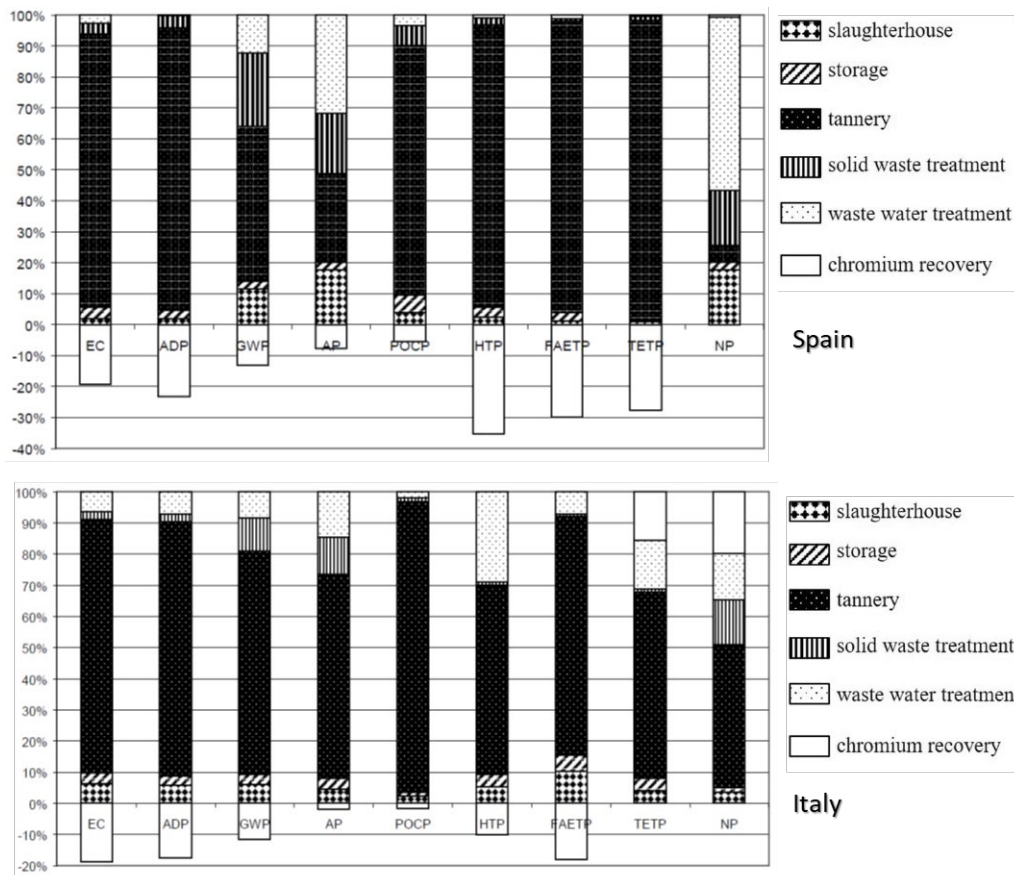 100%
90%
80%
70%
60%
50%
40%
30%
20%
10%
0%
-10%
-20%
-30%
-40%
EC ADP GWP AP POCP HTP FAETP TETP NP
slaughterhouse
storage
tannery
solid waste treatment
waste water treatment
chromium recovery
Spain
100%
90%
80%
70%
60%
50%
40%
30%
20%
10%
0%
-10%
-20%
EC ADP GWP AP POCP HTP FAETP TETP NP
slaughterhouse
storage
tannery
solid waste treatment
waste water treatmen
chromium recovery
Italy